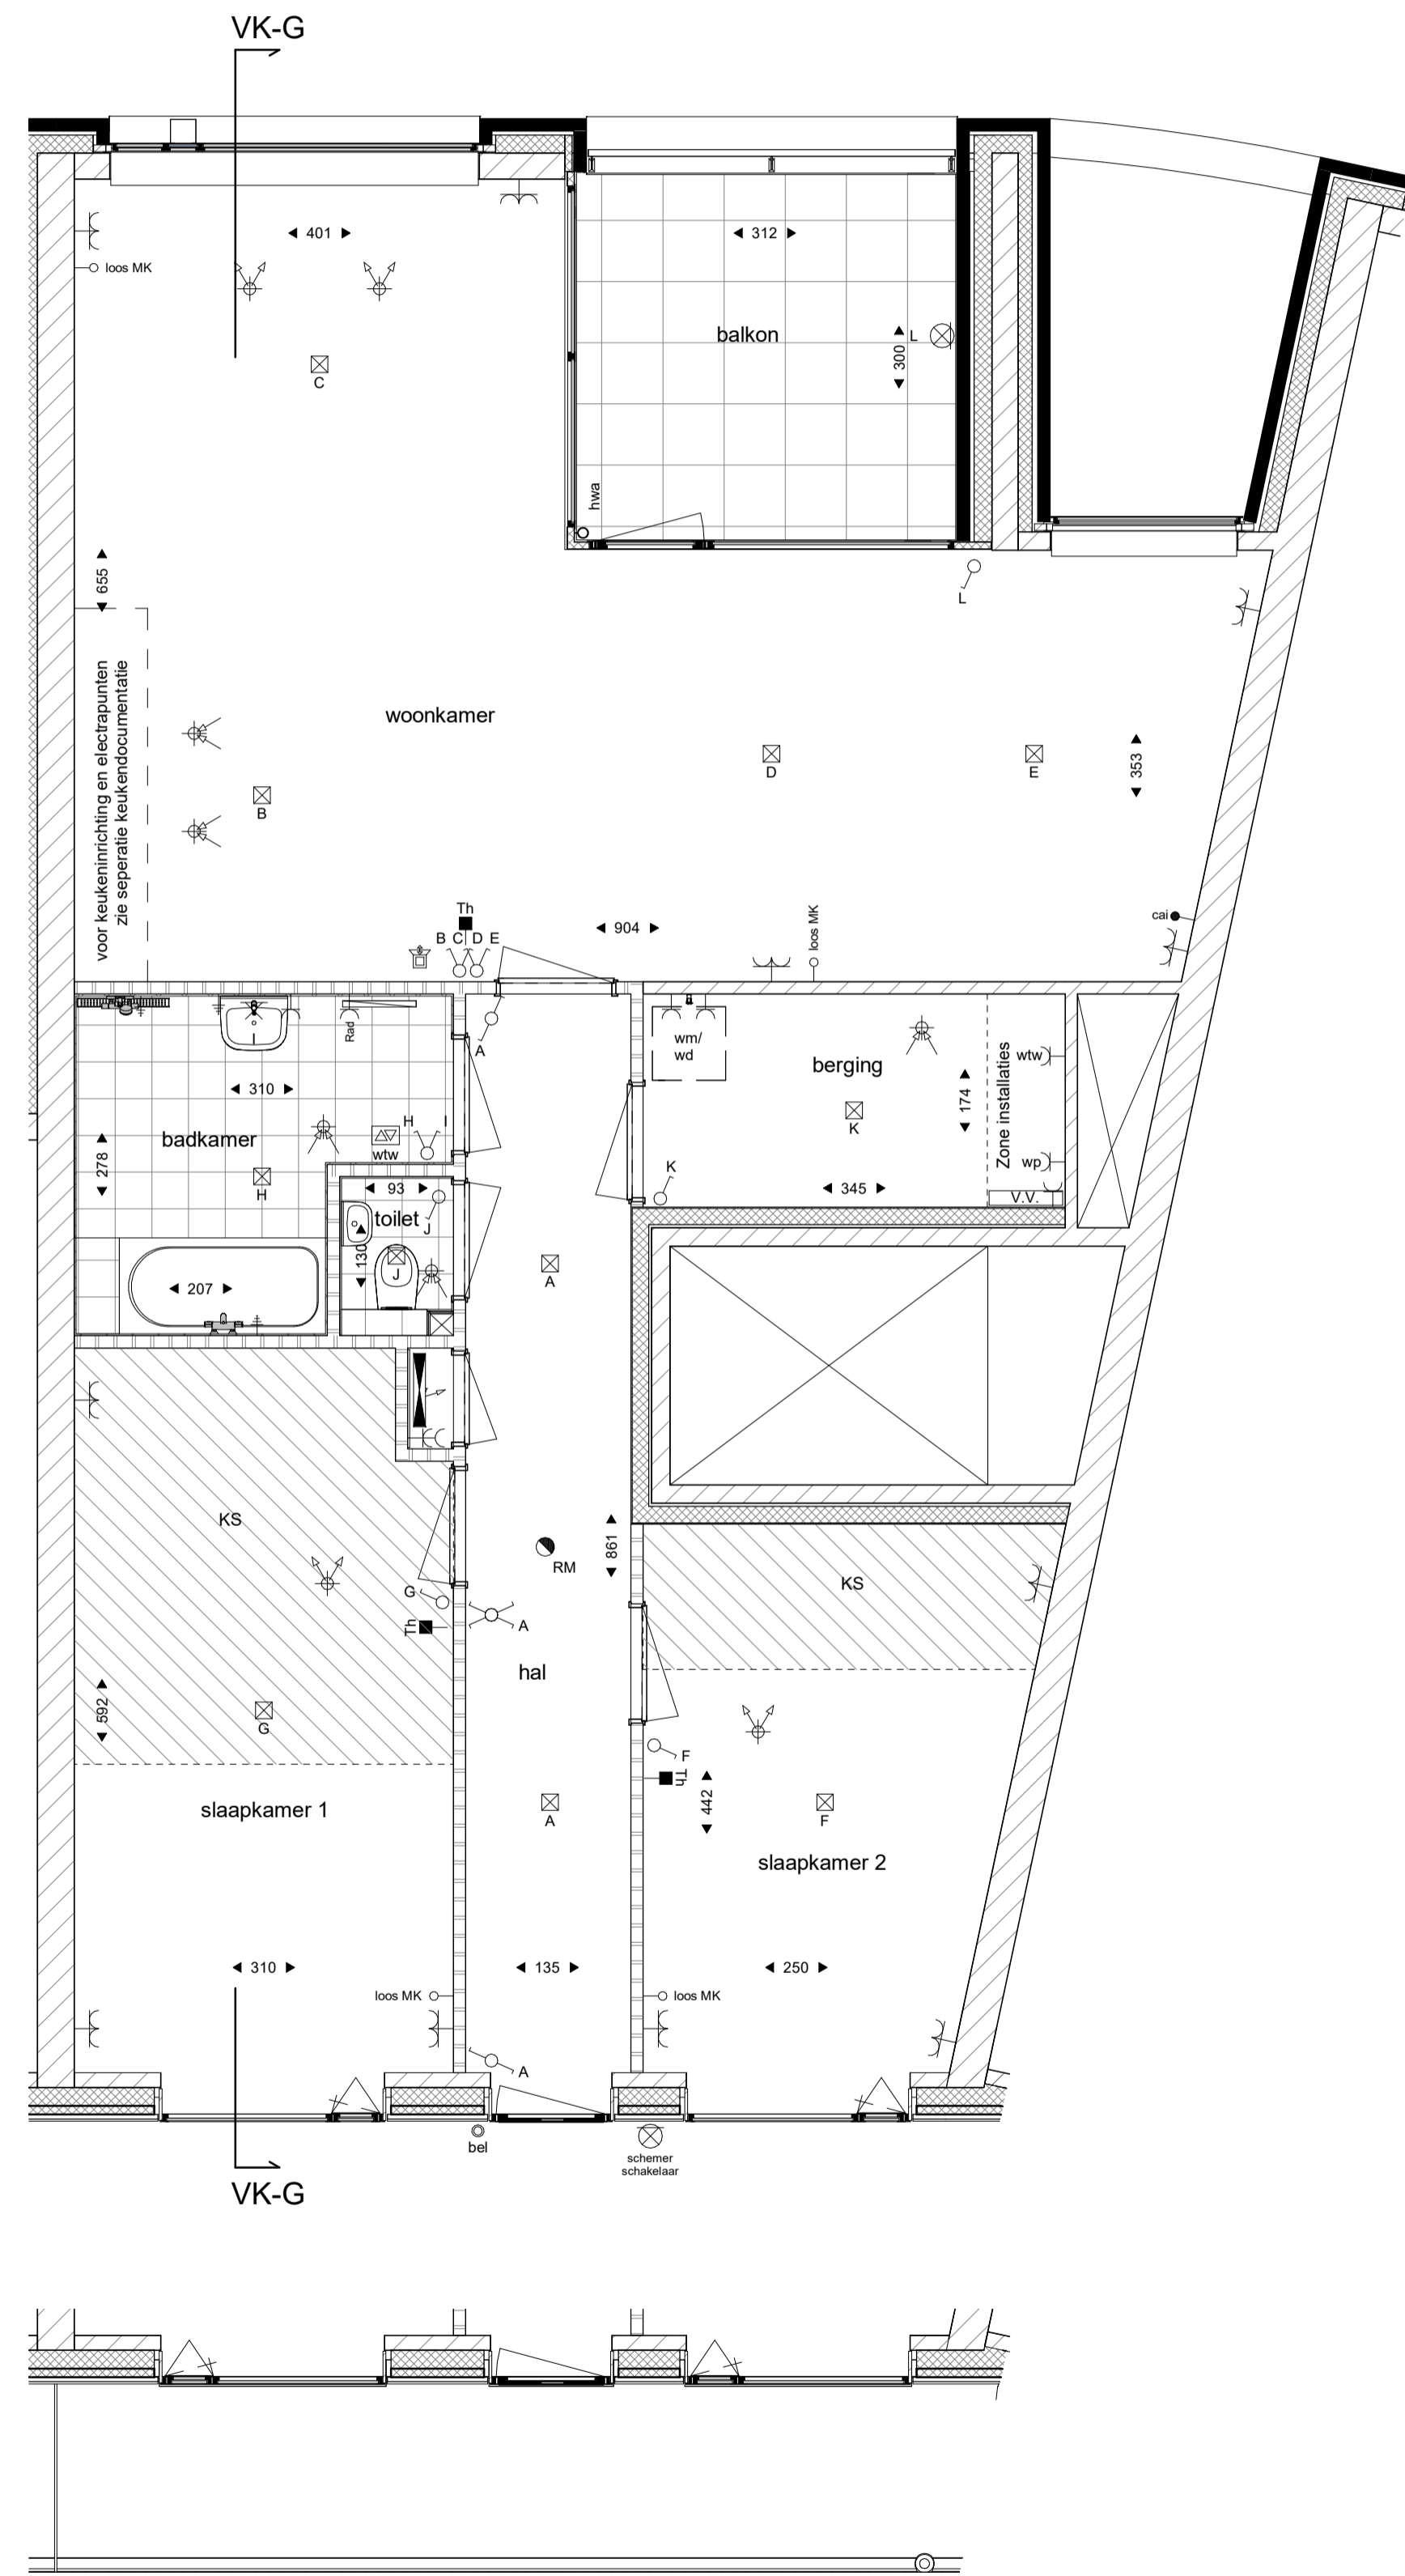 VK-G
401
312
loos MK
balkon
L
300
C
hwa
655
L
voor keukeninrichting en electrapunten
zie seperatie keukendocumentatie
woonkamer
D
E
353
B
Th
B C D E
904
loos MK
cai
A
Rad
wm/
wd
berging
Zone installaties
wtw
310
174
K
badkamer
H I
wtw
278
H
K
wp
93
345
V.V.
toilet
J
130
J
A
207
KS
861
RM
KS
G
A
Th
hal
592
G
F
Th
442
A
F
slaapkamer 1
slaapkamer 2
310
135
250
loos MK
loos MK
A
bel
schemer
schakelaar
VK-G